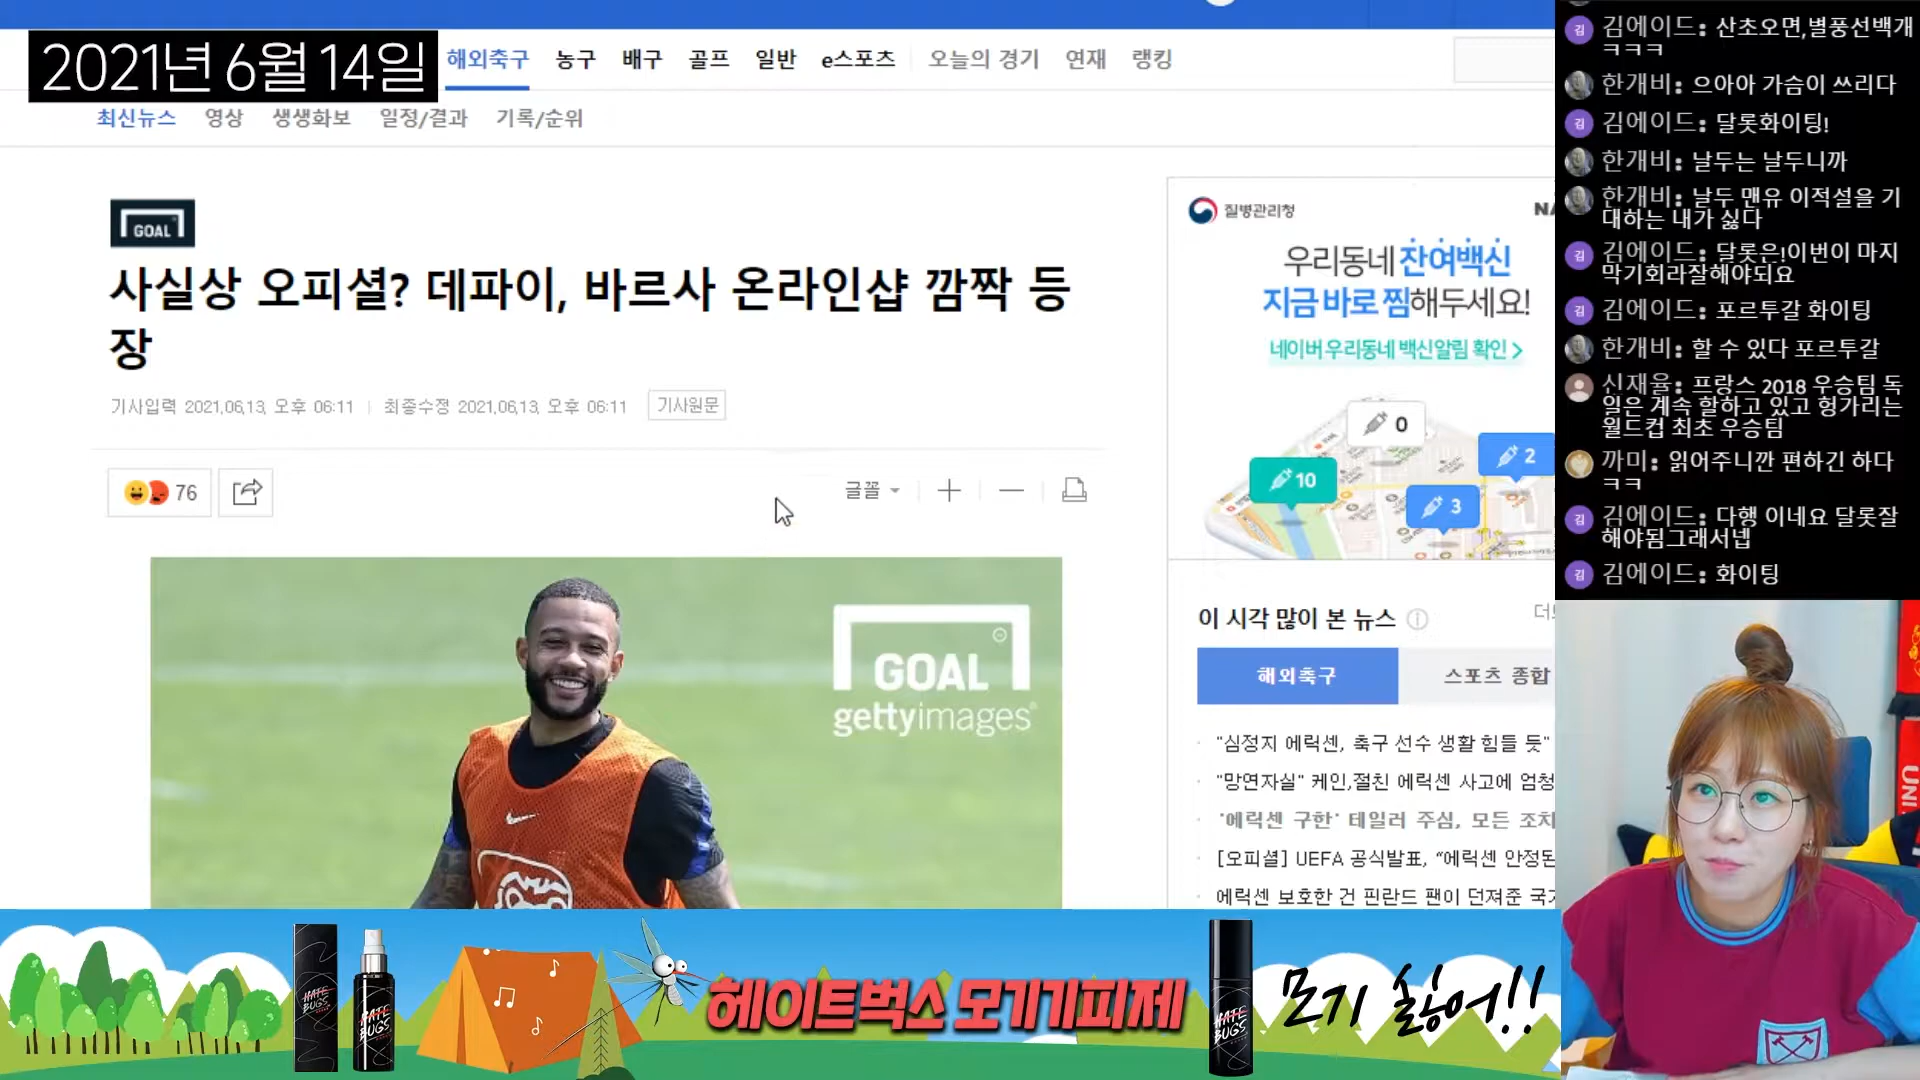 2021년 6월 14일
해외축구 농구 배구 골프 일반 e스포츠 오늘의 경기 연재 랭킹
최신뉴스 영상 생생화보 일정/결과 기록/순위
GOAL
사실상 오피셜? 데파이, 바르사 온라인샵 깜짝 등
장
기사입력 2021.06.13. 오후 06:11 | 최종수정 2021.06.13. 오후 06:11 기사원문
76
글꼴
GOAL
gettyimages
질병관리청
우리동네 잔여백신
지금 바로 찜해두세요!
네이버 우리동네 백신알림 확인 >
0
10
2
3
이 시각 많이 본 뉴스
해외축구 스포츠 종합
"심정지 에릭센, 축구 선수 생활 힘들 듯"
"망연자실" 케인,절친 에릭센 사고에 엄청
'에릭센 구한' 테일러 주심, 모든 조치
[오피셜] UEFA 공식발표, “에릭센 안정된
에릭센 보호한 건 핀란드 팬이 던져준 국기
김에이드: 산초오면,별풍선백개
ㅋㅋㅋ
한개비: 으아아 가슴이 쓰리다
김에이드: 달롯화이팅!
한개비: 날두는 날두니까
한개비: 날두 맨유 이적설을 기
대하는 내가 싫다
김에이드: 달롯은!이번이 마지
막기회라잘해야되요
김에이드: 포르투갈 화이팅
한개비: 할 수 있다 포르투갈
신재율: 프랑스 2018 우승팀 독
일은 계속 할하고 있고 헝가리는
월드컵 최초 우승팀
까미: 읽어주니깐 편하긴 하다
ㅋㅋ
김에이드: 다행 이네요 달롯잘
해야됨그래서넵
김에이드: 화이팅
UNI
HATE
BUGS
HATE
BUGS
헤이트벅스 모기기피제
HATE
BUGS
모기 싫어!!